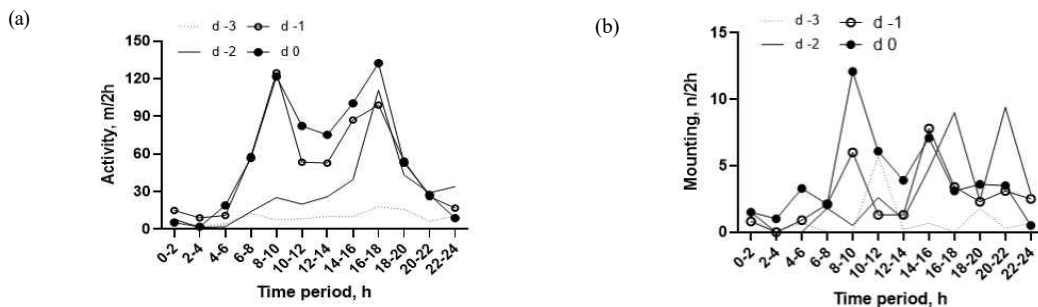 (a)
d -3
d -1
d -2
d 0
Activity, m/2h
150
120
90
60
30
0
0-2
2-4
4-6
6-8
8-10
10-12
12-14
14-16
16-18
18-20
20-22
22-24
Time period, h
(b)
d -3
d -1
d -2
d 0
Mounting, n/2h
15
10
5
0
0-2
2-4
4-6
6-8
8-10
10-12
12-14
14-16
16-18
18-20
20-22
22-24
Time period, h